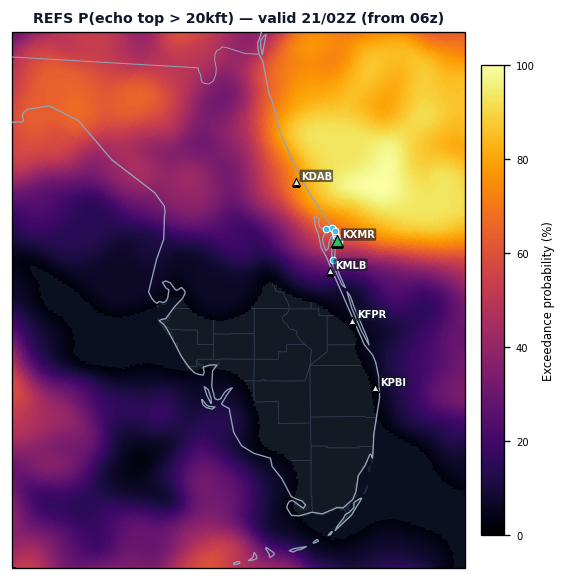 REFS P(echo top > 20kft) — valid 21/02Z (from 06z)
KDAB
KXMR
KMLB
KFPR
KPBI
100
80
60
40
20
0
Exceedance probability (%)